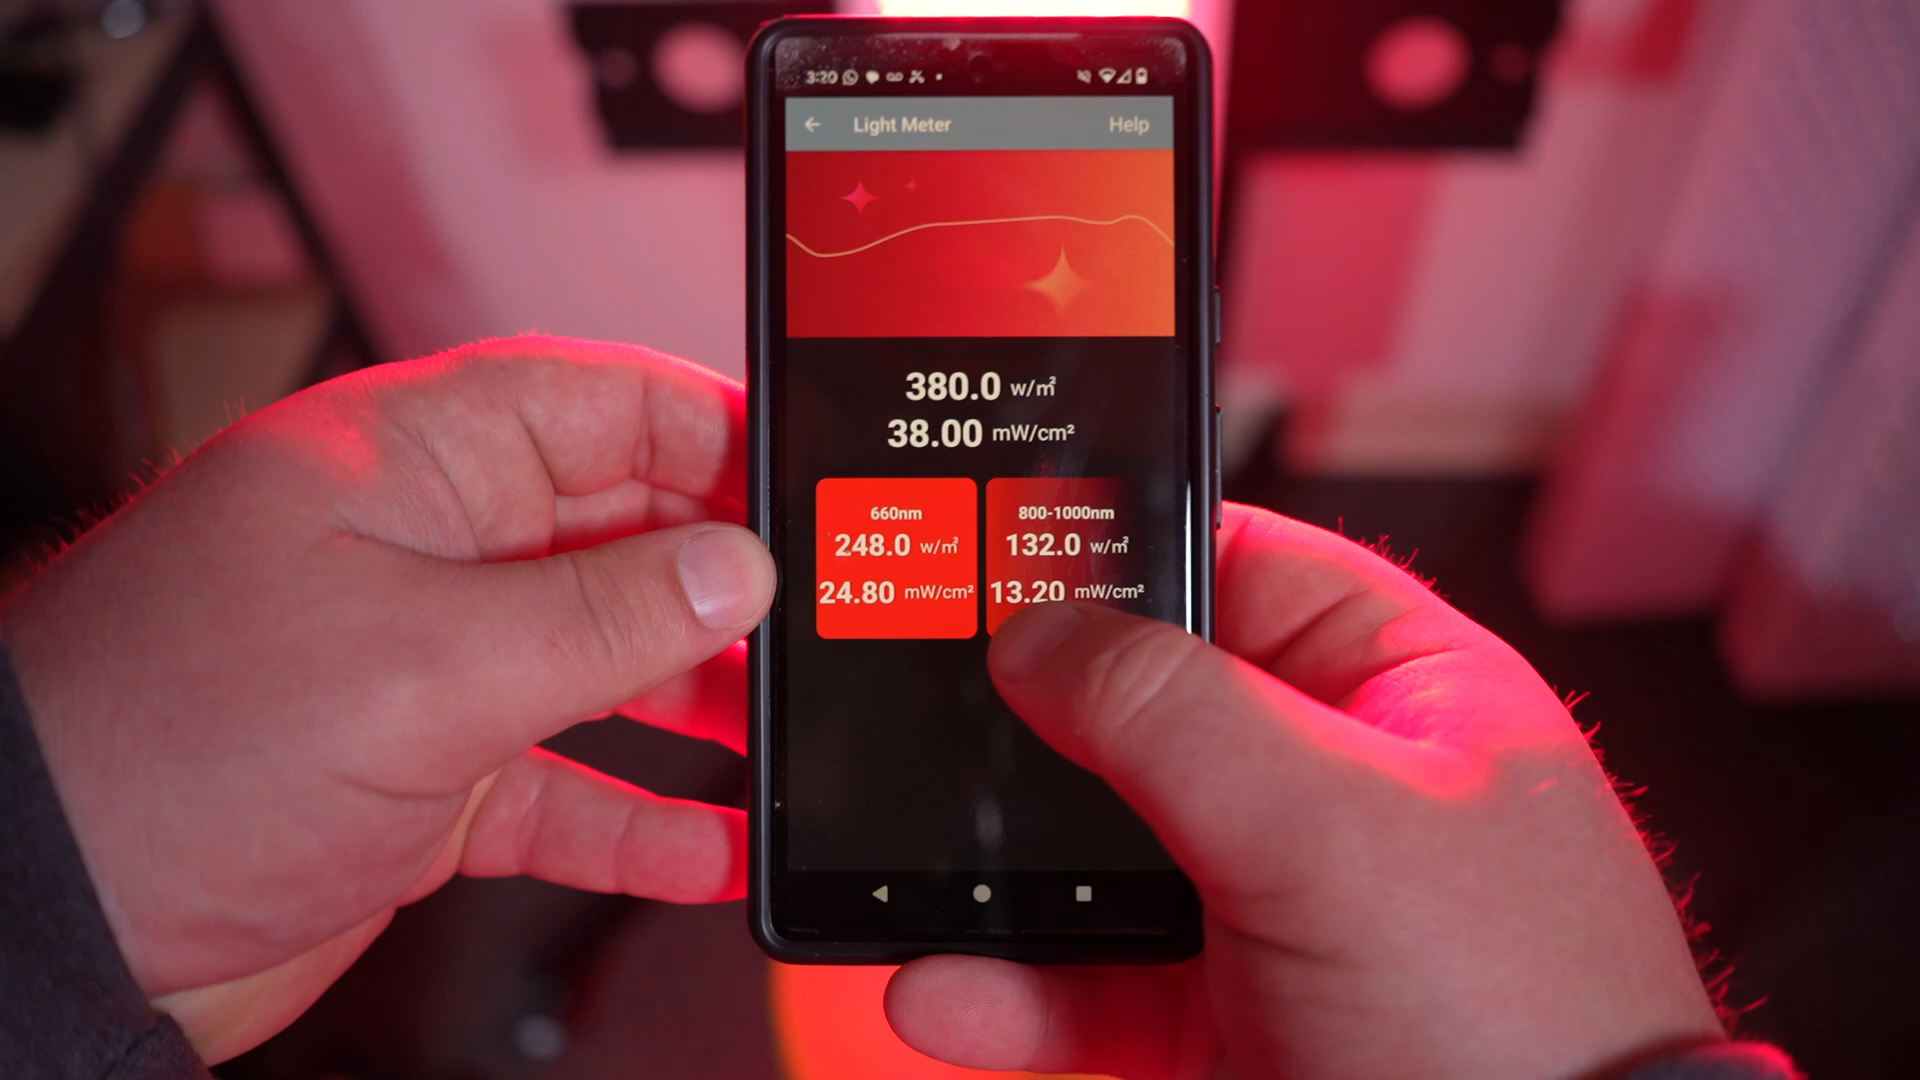 3:20
Light Meter Help
380.0 w/㎡
38.00 mW/cm²
660nm
248.0 w/㎡
24.80 mW/cm²
800-1000nm
132.0 w/㎡
13.20 mW/cm²